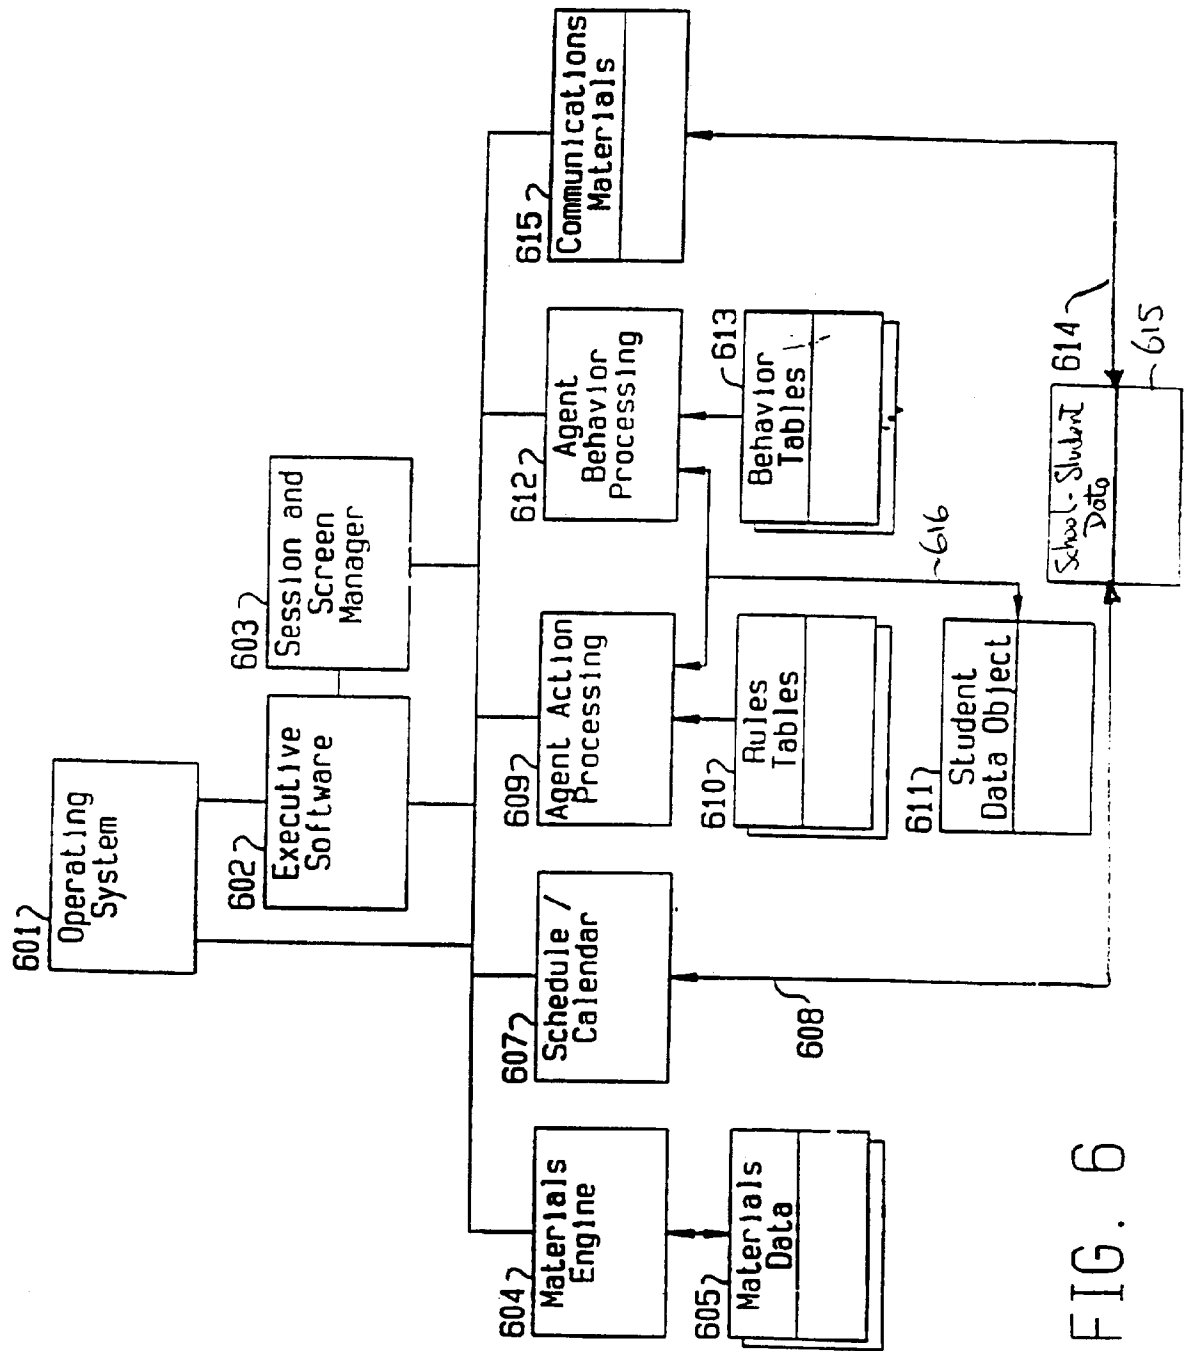 601
Operating
System
602
Executive
Software
603
Session and
Screen
Manager
604
Materials
Engine
607
Schedule /
Calendar
609
Agent Action
Processing
612
Agent
Behavior
Processing
615
Communications
Materials
605
Materials
Data
608
610
Rules
Tables
613
Behavior
Tables
611
Student
Data Object
616
614
School-Student
Data
615
FIG. 6